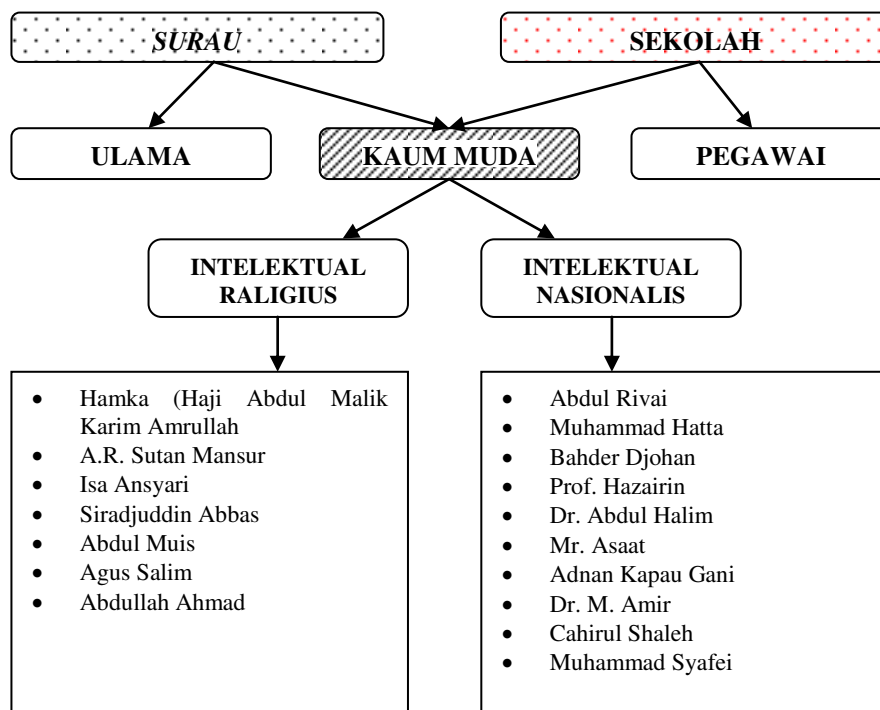 SURAU
SEKOLAH
ULAMA
KAUM MUDA
PEGAWAI
INTELEKTUAL
RALIGIUS
INTELEKTUAL
NASIONALIS
• Hamka (Haji Abdul Malik
Karim Amrullah
• A.R. Sutan Mansur
• Isa Ansyari
• Siradjuddin Abbas
• Abdul Muis
• Agus Salim
• Abdullah Ahmad
• Abdul Rivai
• Muhammad Hatta
• Bahder Djohan
• Prof. Hazairin
• Dr. Abdul Halim
• Mr. Asaat
• Adnan Kapau Gani
• Dr. M. Amir
• Cahirul Shaleh
• Muhammad Syafei